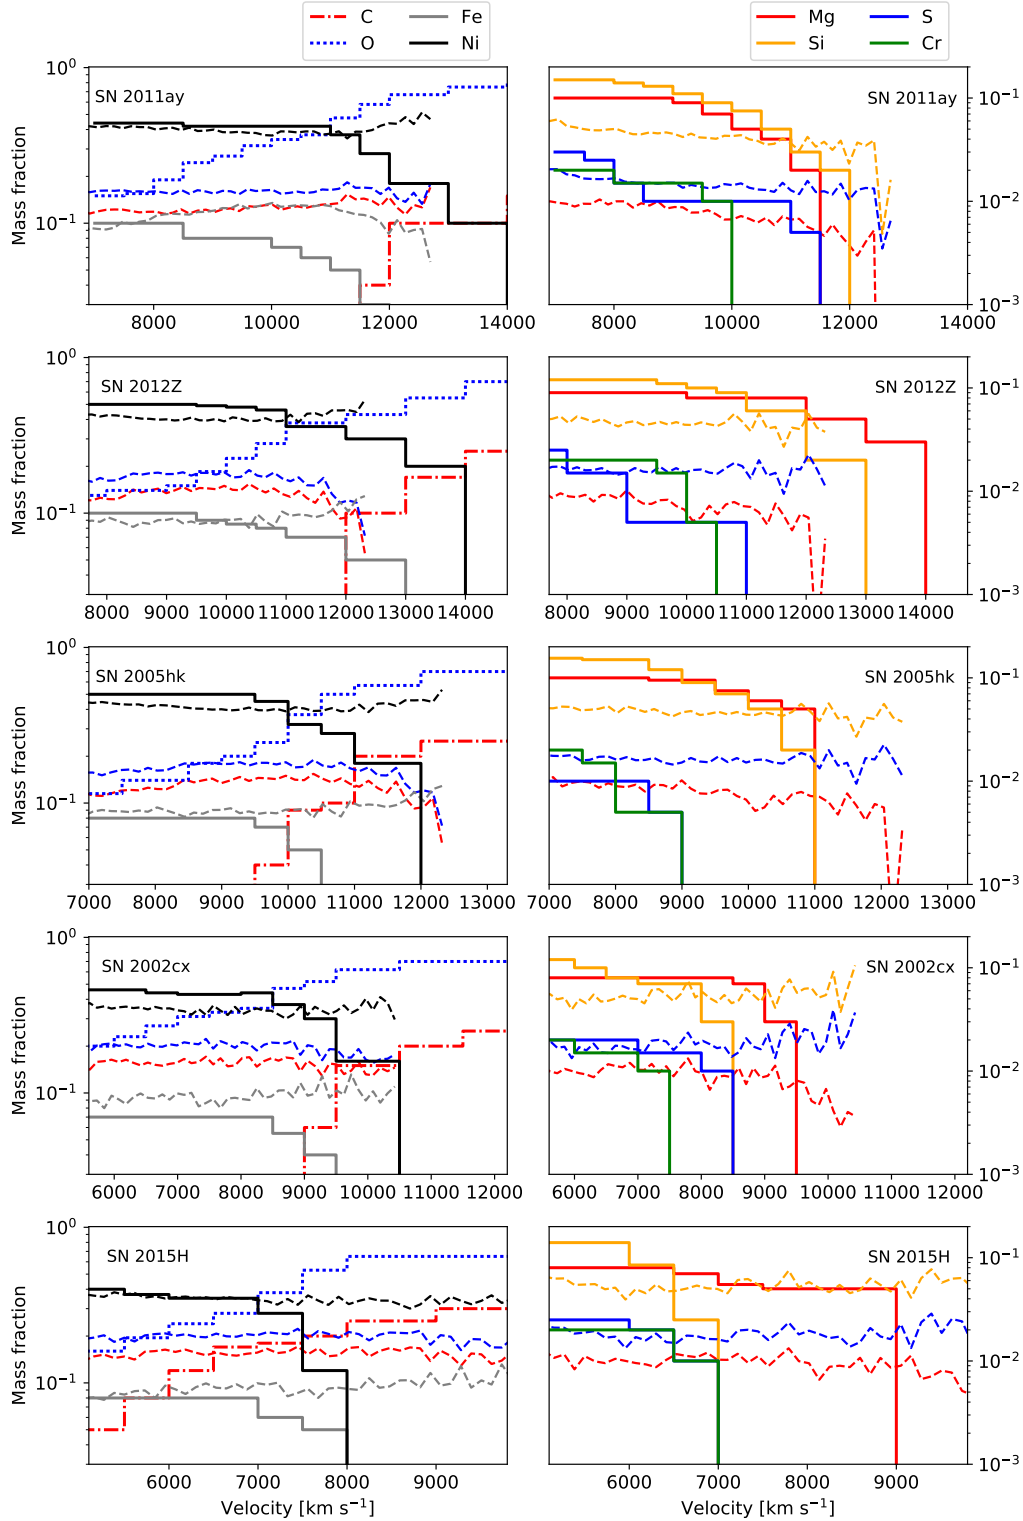 C Fe
O Ni
Mg S
Si Cr
10⁰
10⁻¹
Mass fraction
SN 2011ay
8000 10000 12000 14000
SN 2011ay
10⁻¹
10⁻²
10⁻³
8000 10000 12000 14000
10⁰
10⁻¹
Mass fraction
SN 2012Z
8000 9000 10000 11000 12000 13000 14000
SN 2012Z
10⁻¹
10⁻²
10⁻³
8000 9000 10000 11000 12000 13000 14000
10⁰
10⁻¹
Mass fraction
SN 2005hk
7000 8000 9000 10000 11000 12000 13000
SN 2005hk
10⁻¹
10⁻²
10⁻³
7000 8000 9000 10000 11000 12000 13000
10⁰
10⁻¹
Mass fraction
SN 2002cx
6000 7000 8000 9000 10000 11000 12000
SN 2002cx
10⁻¹
10⁻²
10⁻³
6000 7000 8000 9000 10000 11000 12000
10⁰
10⁻¹
Mass fraction
SN 2015H
6000 7000 8000 9000
Velocity [km s⁻¹]
SN 2015H
10⁻¹
10⁻²
10⁻³
6000 7000 8000 9000
Velocity [km s⁻¹]